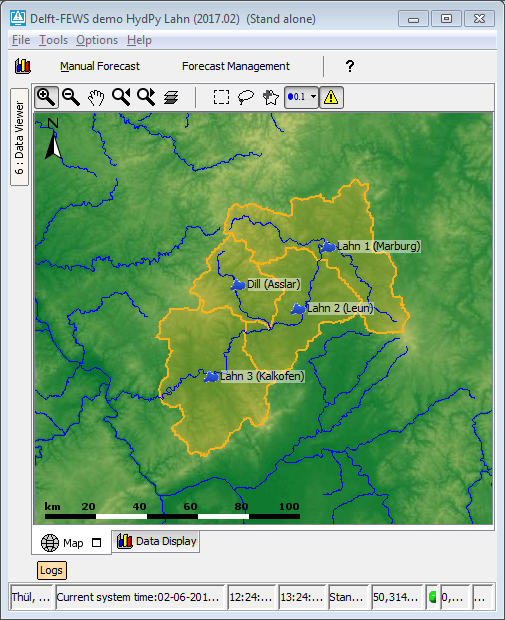 Delft-FEWS demo HydPy Lahn (2017.02) (Stand alone)
File Tools Options Help
Manual Forecast Forecast Management ?
0.1
6 : Data Viewer
N
Lahn 1 (Marburg)
Dill (Asslar)
Lahn 2 (Leun)
Lahn 3 (Kalkofen)
km 20 40 60 80 100
Map Data Display
Logs
Thül, ... Current system time:02-06-201... 12:24:... 13:24:... Stan... 50,314... 0,... ...